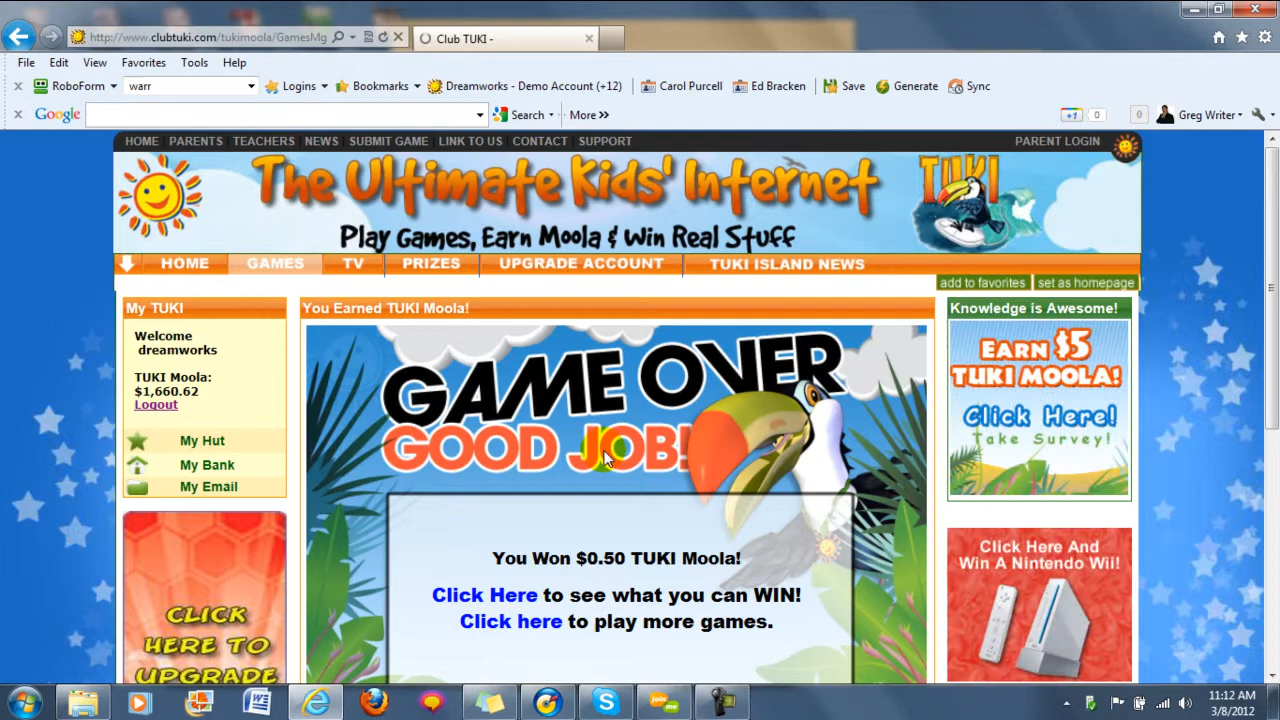 http://www.clubtuki.com/tukimoola/GamesMg
Club TUKI -
File Edit View Favorites Tools Help
RoboForm warr Logins Bookmarks Dreamworks - Demo Account (+12) Carol Purcell Ed Bracken Save Generate Sync
Google Search More >> +1 0 0 Greg Writer
HOME PARENTS TEACHERS NEWS SUBMIT GAME LINK TO US CONTACT SUPPORT PARENT LOGIN
The Ultimate Kids' Internet
TUKI
Play Games, Earn Moola & Win Real Stuff
HOME GAMES TV PRIZES UPGRADE ACCOUNT TUKI ISLAND NEWS
add to favorites set as homepage
My TUKI
Welcome
dreamworks
TUKI Moola:
$1,660.62
Logout
My Hut
My Bank
My Email
CLICK
HERE TO
UPGRADE
You Earned TUKI Moola!
GAME OVER
GOOD JOB!
You Won $0.50 TUKI Moola!
Click Here to see what you can WIN!
Click here to play more games.
Knowledge is Awesome!
EARN $5
TUKI MOOLA!
Click Here!
Take Survey!
Click Here And
Win A Nintendo Wii!
11:12 AM
3/8/2012